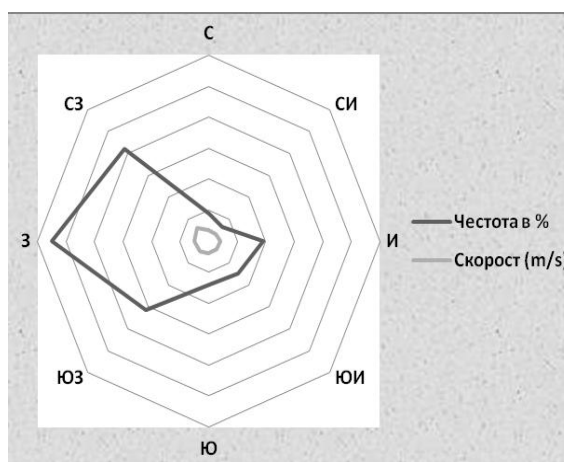 С
СЗ
СИ
З
И
Честота в %
Скорост (m/s)
ЮЗ
ЮИ
Ю